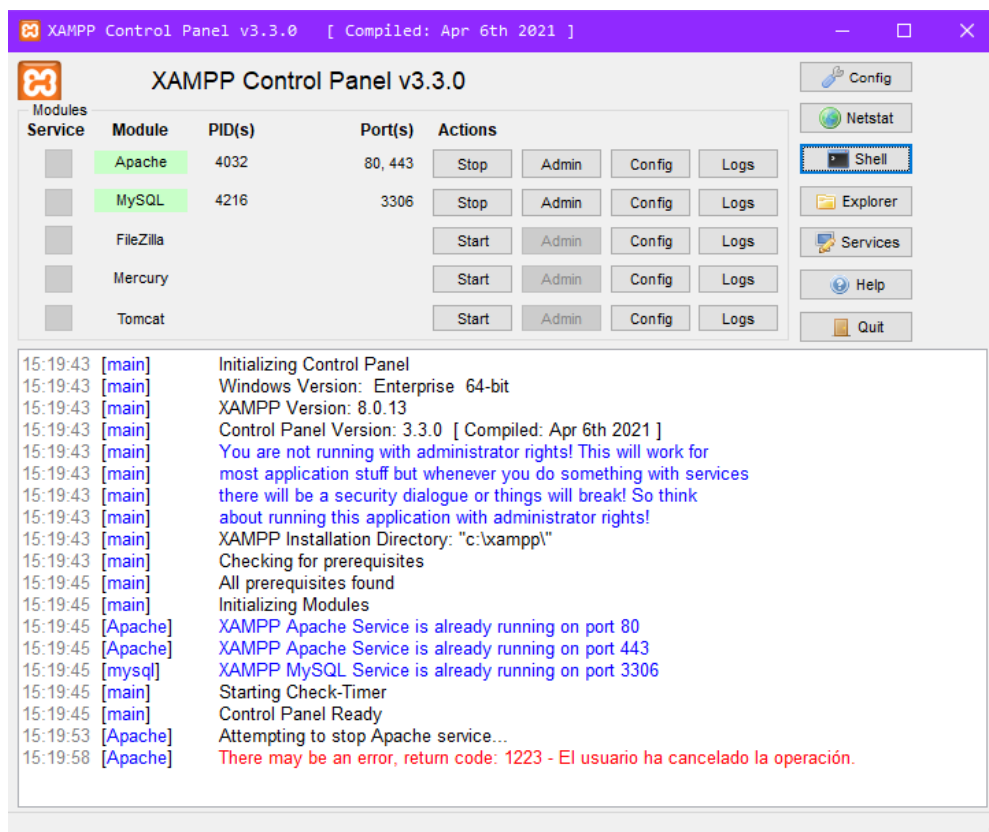 XAMPP Control Panel v3.3.0 [ Compiled: Apr 6th 2021 ]
XAMPP Control Panel v3.3.0
Config
Modules
Service Module PID(s) Port(s) Actions
Netstat
Apache 4032 80, 443 Stop Admin Config Logs
Shell
MySQL 4216 3306 Stop Admin Config Logs
Explorer
FileZilla Start Admin Config Logs
Services
Mercury Start Admin Config Logs
Help
Tomcat Start Admin Config Logs
Quit
15:19:43 [main] Initializing Control Panel
15:19:43 [main] Windows Version: Enterprise 64-bit
15:19:43 [main] XAMPP Version: 8.0.13
15:19:43 [main] Control Panel Version: 3.3.0 [ Compiled: Apr 6th 2021 ]
15:19:43 [main] You are not running with administrator rights! This will work for
15:19:43 [main] most application stuff but whenever you do something with services
15:19:43 [main] there will be a security dialogue or things will break! So think
15:19:43 [main] about running this application with administrator rights!
15:19:43 [main] XAMPP Installation Directory: "c:\xampp\"
15:19:43 [main] Checking for prerequisites
15:19:45 [main] All prerequisites found
15:19:45 [main] Initializing Modules
15:19:45 [Apache] XAMPP Apache Service is already running on port 80
15:19:45 [Apache] XAMPP Apache Service is already running on port 443
15:19:45 [mysql] XAMPP MySQL Service is already running on port 3306
15:19:45 [main] Starting Check-Timer
15:19:45 [main] Control Panel Ready
15:19:53 [Apache] Attempting to stop Apache service...
15:19:58 [Apache] There may be an error, return code: 1223 - El usuario ha cancelado la operación.